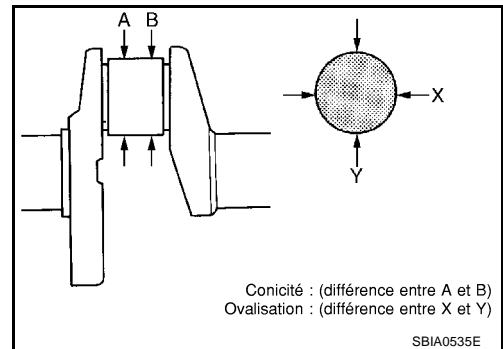 A B
X
Y
Conicité : (différence entre A et B)
Ovalisation : (différence entre X et Y)
SBIA0535E